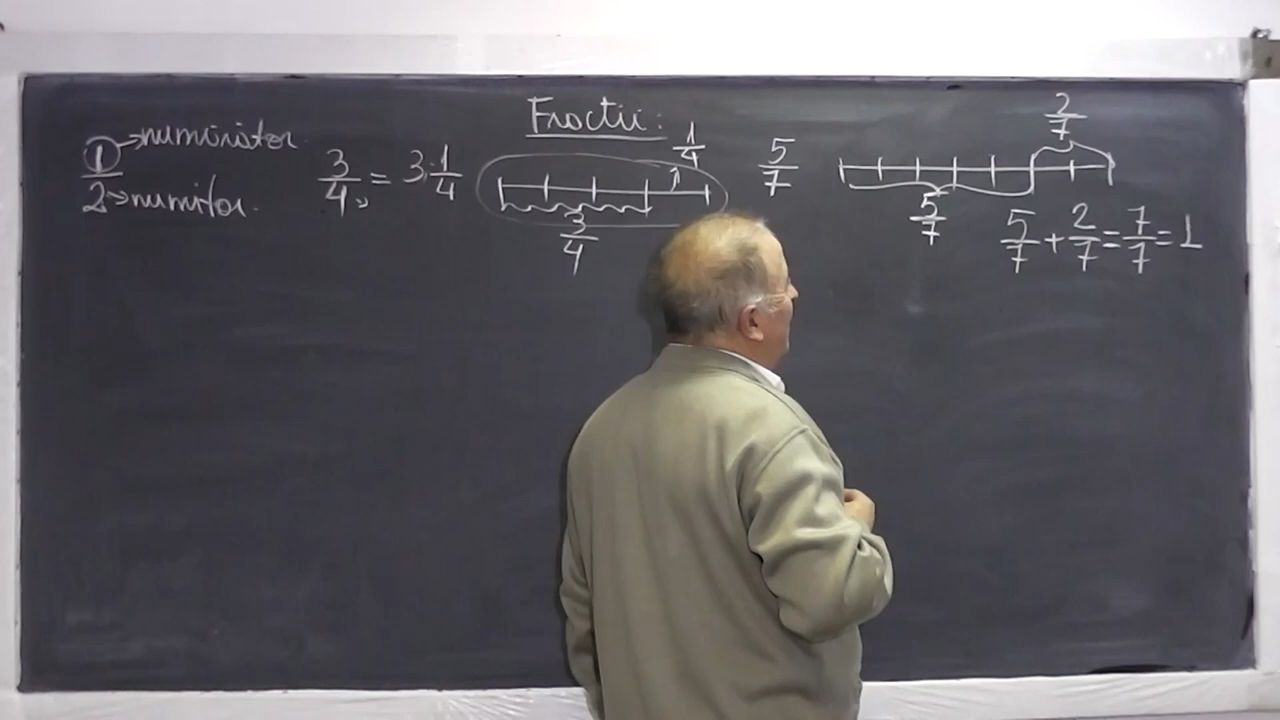 Fractii:
1 → numărător
2 → numitor.
3/4 = 3·1/4
1/4
3/4
5/7
2/7
5/7
5/7 + 2/7 = 7/7 = 1